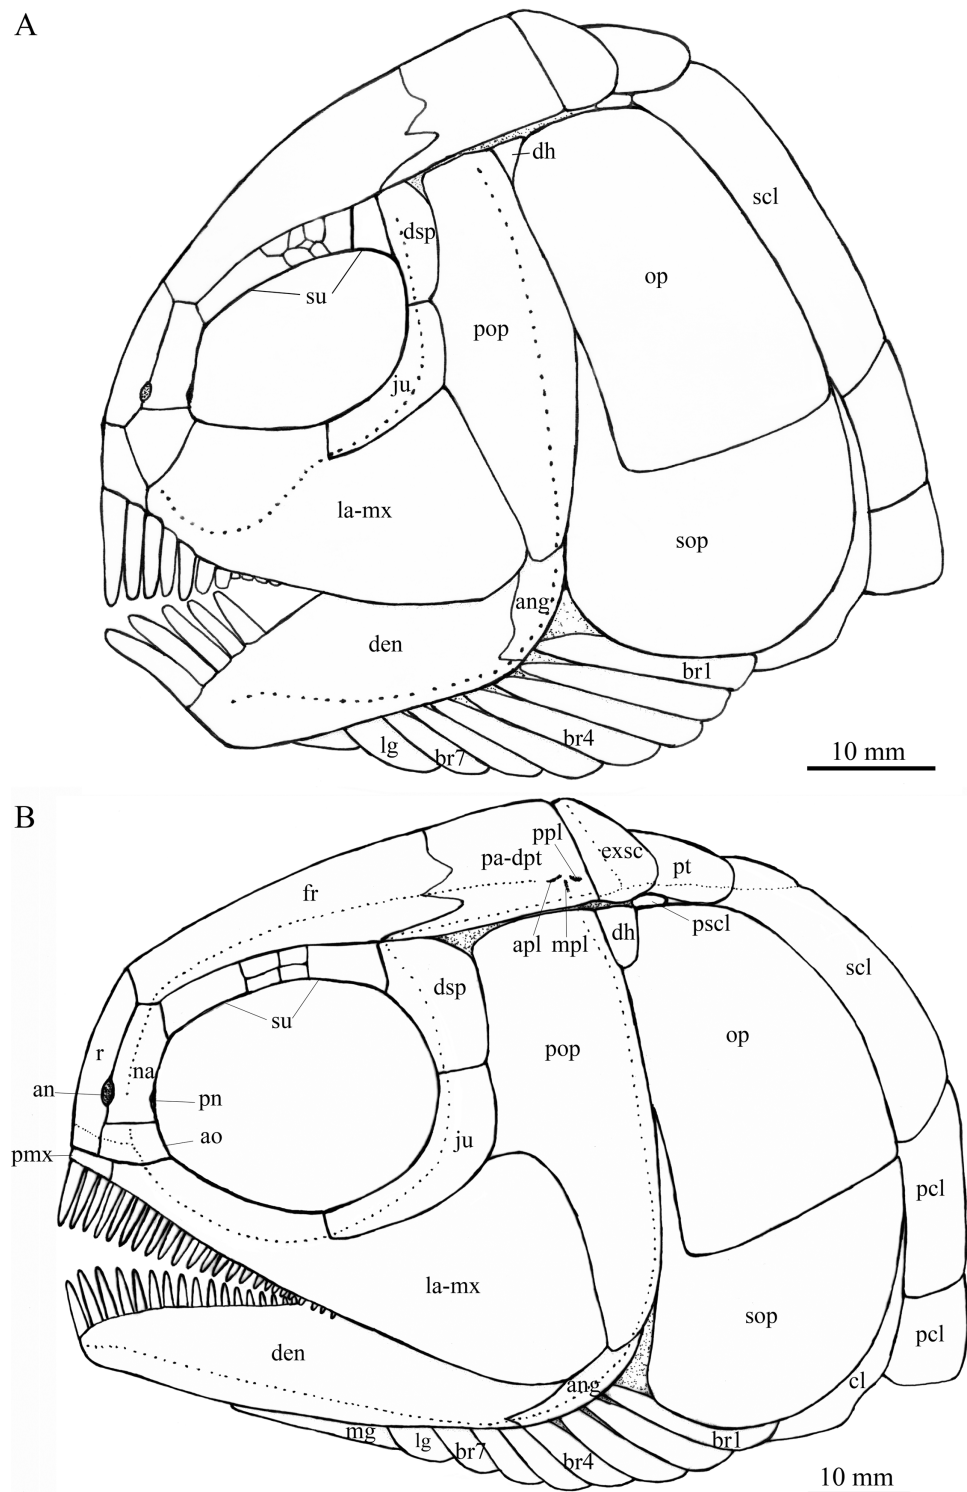 A
dh
scl
dsp
op
su
pop
ju
la-mx
sop
ang
den
br1
br4
lg
br7
10 mm
B
ppl
exsc
pa-dpt
pt
fr
apl mpl
dh
pscl
scl
dsp
su
op
r
pop
na
an
pn
ao
ju
pmx
pcl
la-mx
sop
pcl
den
cl
ang
mg
lg
br7
br4
br1
10 mm